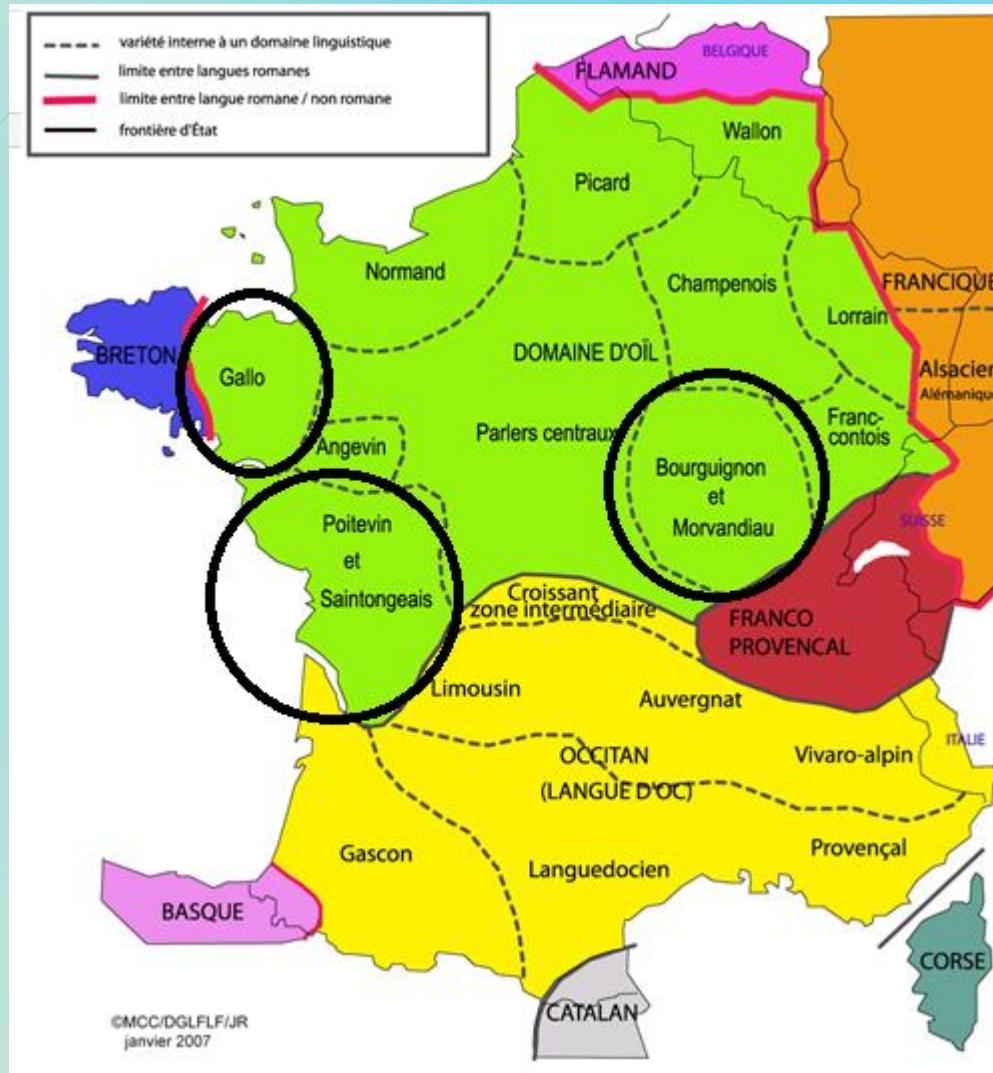 variété interne à un domaine linguistique
limite entre langues romanes
limite entre langue romane / non romane
frontière d'État
BELGIQUE
FLAMAND
Wallon
Picard
Normand
Champenois
FRANCIQUE
Lorrain
BRETON
Gallo
DOMAINE D'OÏL
Alsacien
Alémanique
Angevin
Parlers centraux
Franc-
contois
Bourguignon
et
Morvandiau
Poitevin
et
Saintongeais
SUISSE
Croissant
zone intermédiaire
FRANCO
PROVENCAL
Limousin
Auvergnat
ITALIE
OCCITAN
(LANGUE D'OC)
Vivaro-alpin
Gascon
Languedocien
Provençal
BASQUE
CORSE
CATALAN
©MCC/DGLFLF/JR
janvier 2007